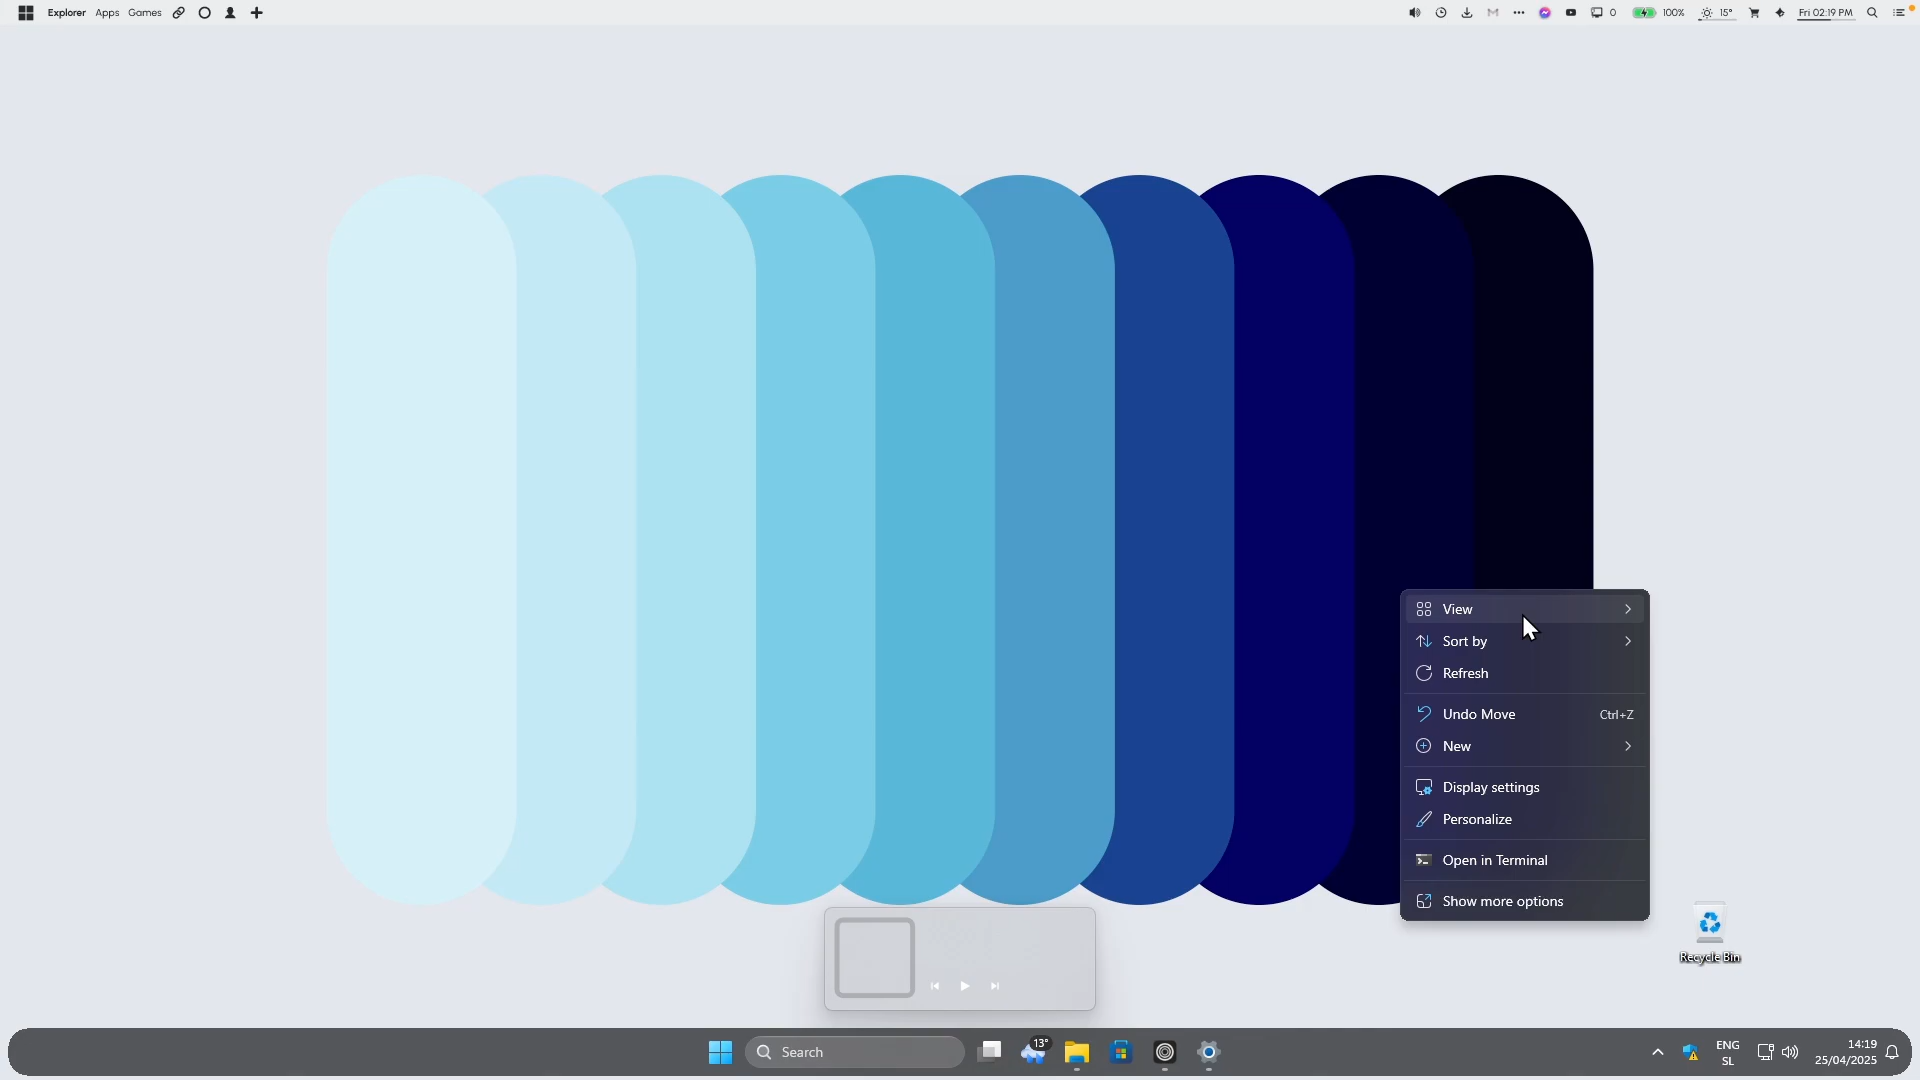 Explorer Apps Games
0 100% 15° Fri 02:19 PM
View
Sort by
Refresh
Undo Move Ctrl+Z
New
Display settings
Personalize
Open in Terminal
Show more options
Recycle Bin
Search 13°
ENG
SL
14:19
25/04/2025